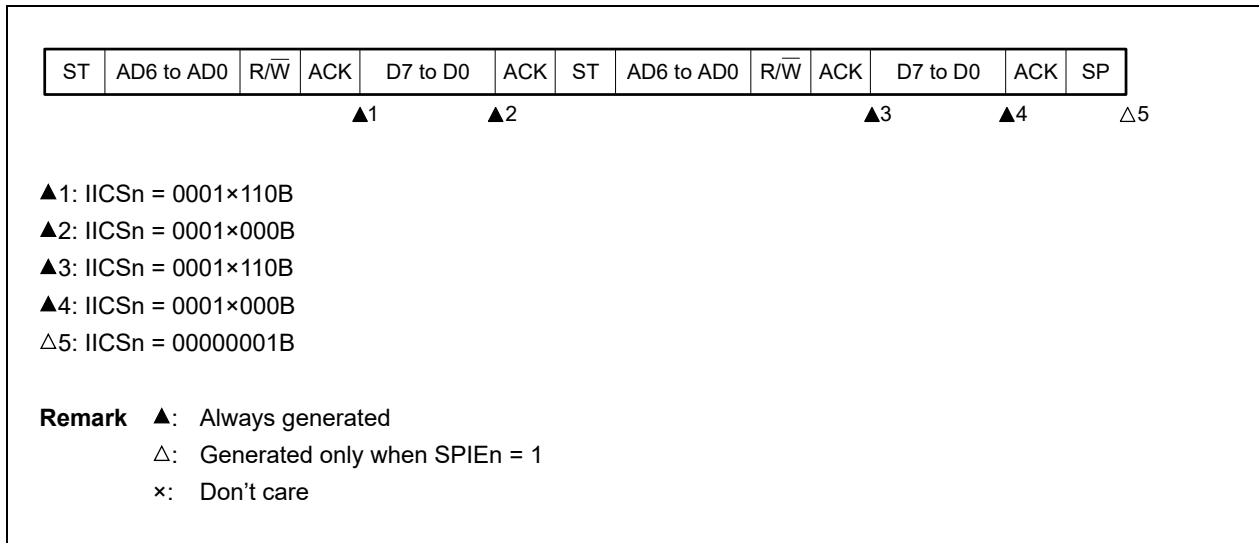 ST AD6 to AD0 R/W̅ ACK D7 to D0 ACK ST AD6 to AD0 R/W̅ ACK D7 to D0 ACK SP
▲1 ▲2 ▲3 ▲4 △5
▲1: IICSn = 0001×110B
▲2: IICSn = 0001×000B
▲3: IICSn = 0001×110B
▲4: IICSn = 0001×000B
△5: IICSn = 00000001B
Remark ▲: Always generated
△: Generated only when SPIEn = 1
×: Don't care